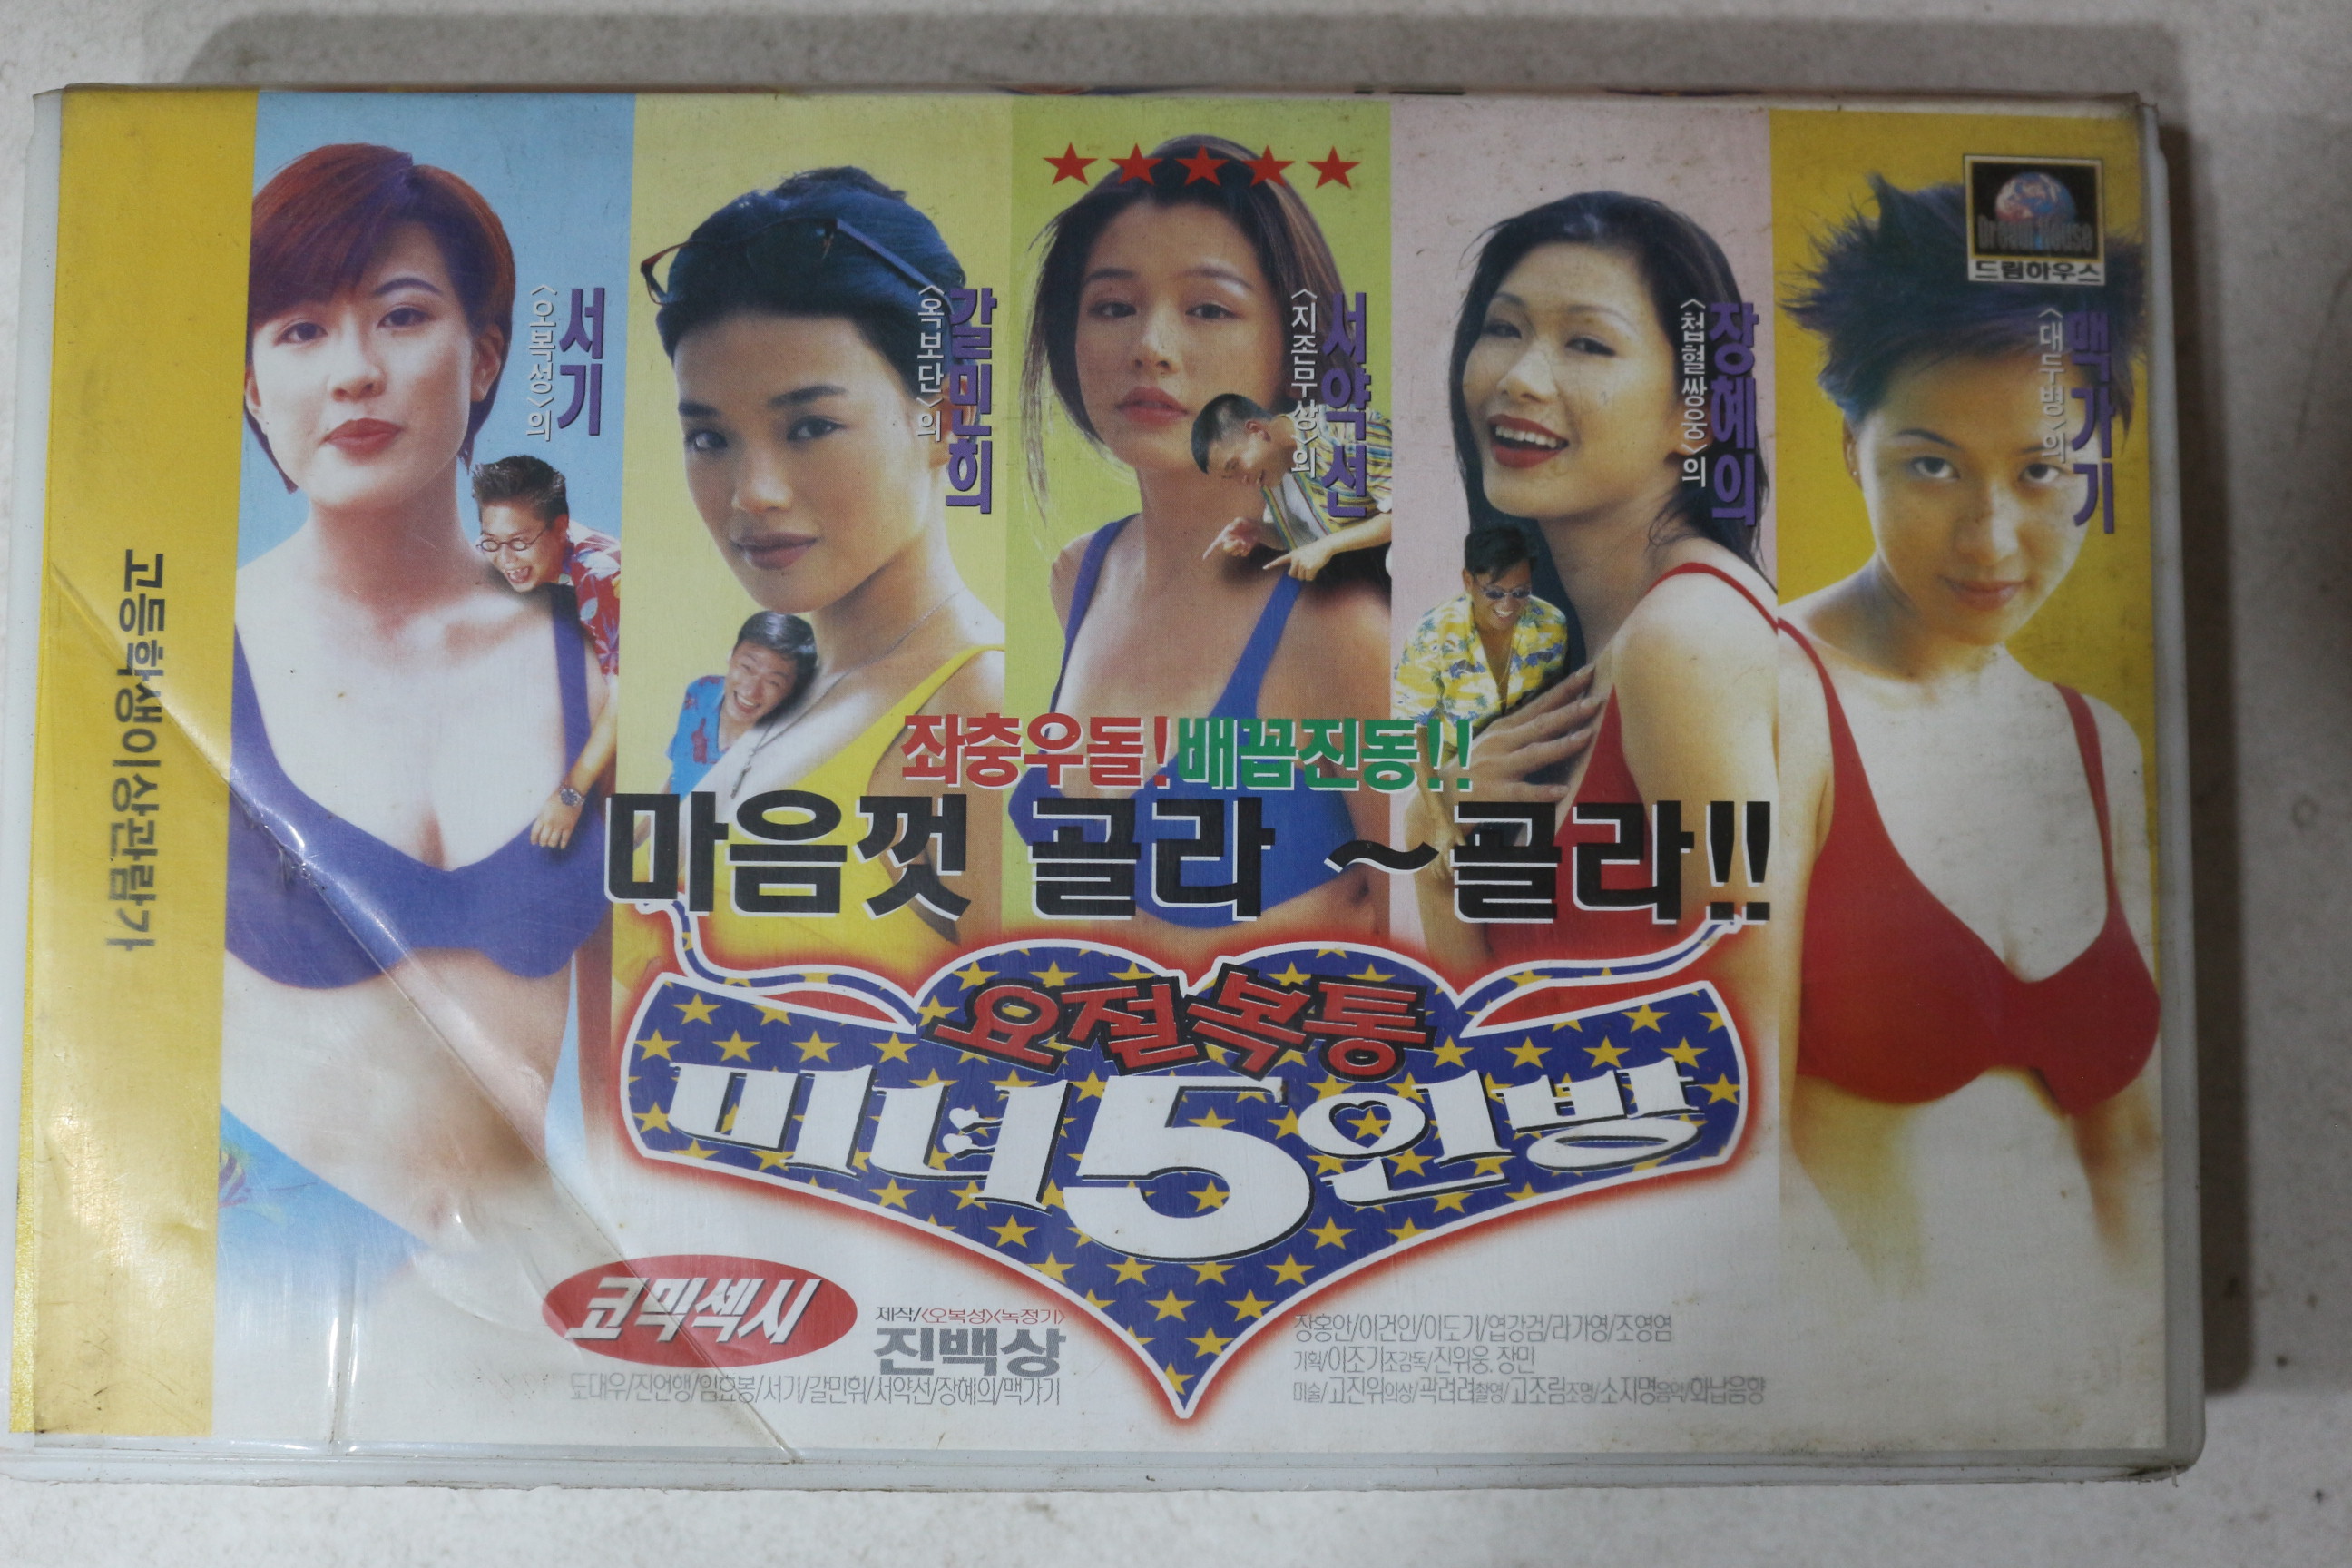 고등학생이상관람가
★★★★★
Dream House
드림하우스
<오복성>의
서기
<옥보단>의
갈민휘
<지존무상>의
서약선
<첩혈쌍웅>의
장혜의
<대두병>의
맥가기
좌충우돌! 배꼽진동!!
마음껏 골라 ~골라!!
요절복통
미녀5인방
코믹섹시
제작/<오복성><녹정기>
진백상
도대우/진언행/임효봉/서기/갈민휘/서약선/장혜의/맥가기
장홍안/이건인/이도기/엽강검/라가영/조영염
기획/이조기조감독/진위웅.장민
미술/고진위의상/곽려려촬영/고조림조명/소지명음악/화납음향